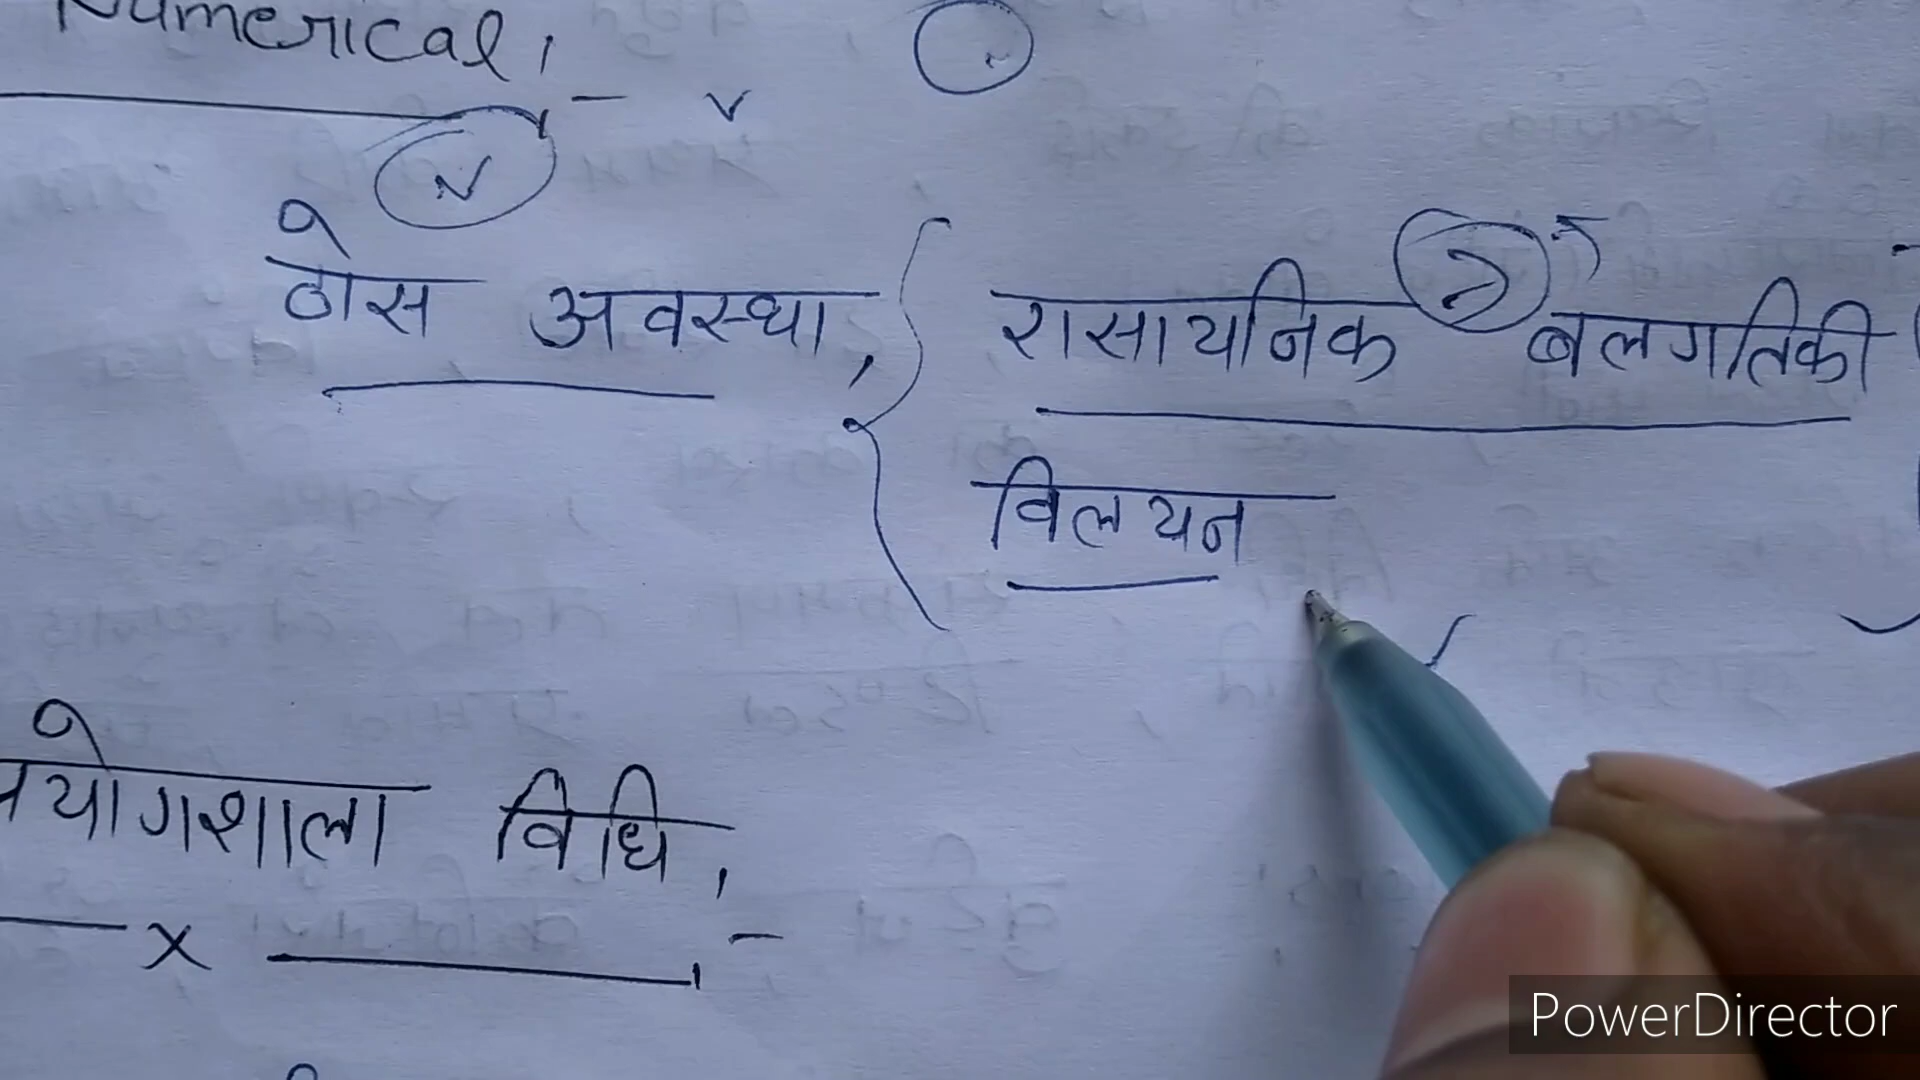 Numerical,
ठोस अवस्था, रासायनिक बलगतिकी
विलयन
प्रयोगशाला विधि,
PowerDirector